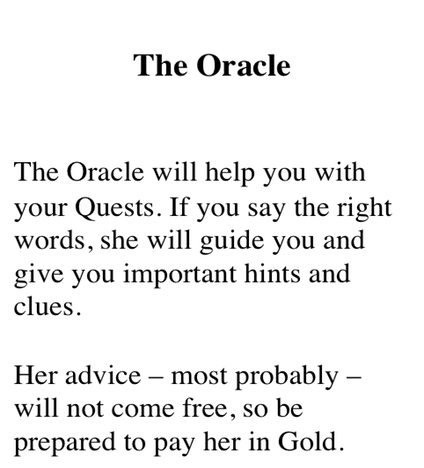 The Oracle
The Oracle will help you with
your Quests. If you say the right
words, she will guide you and
give you important hints and
clues.
Her advice – most probably –
will not come free, so be
prepared to pay her in Gold.